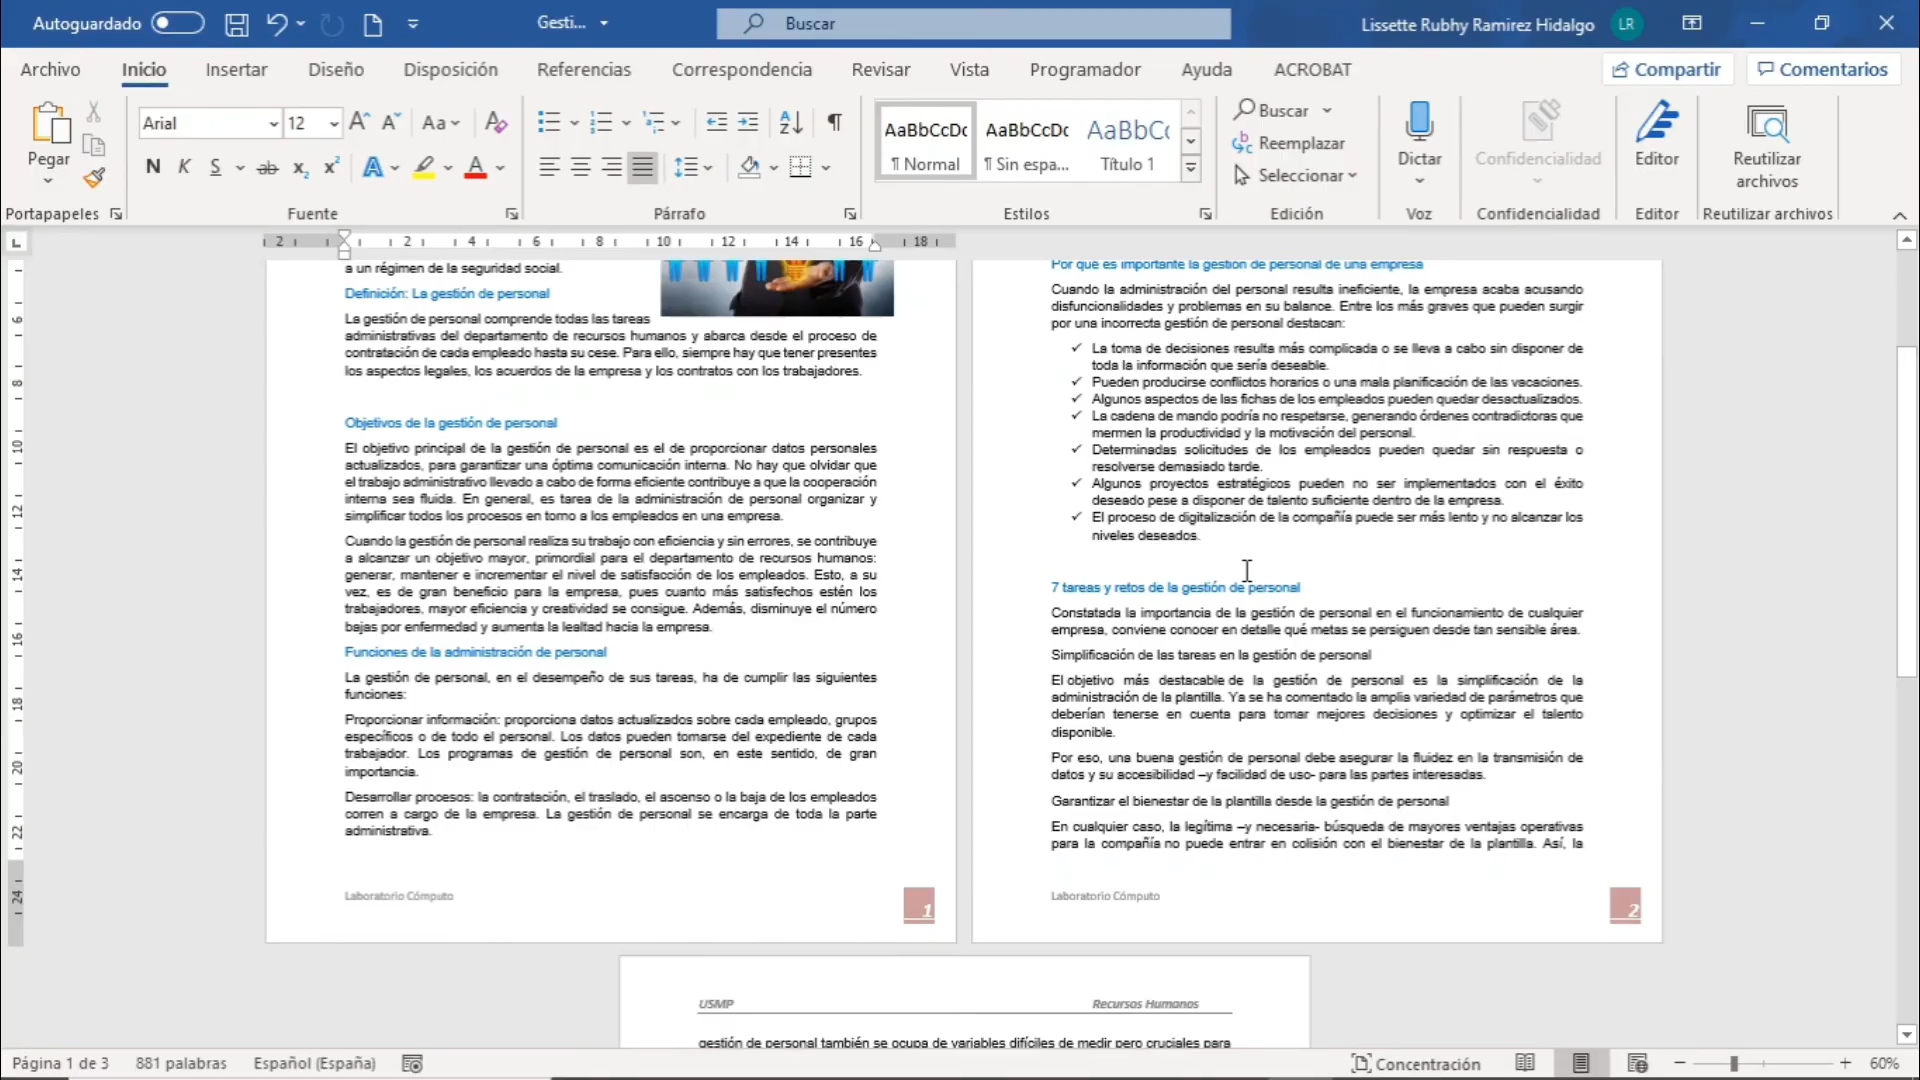 Autoguardado
Gesti...
Buscar
Lissette Rubhy Ramirez Hidalgo
LR
Archivo
Inicio
Insertar
Diseño
Disposición
Referencias
Correspondencia
Revisar
Vista
Programador
Ayuda
ACROBAT
Compartir
Comentarios
Pegar
Portapapeles
Arial
12
Aa
N K S ab x₂ x²
A
A
Fuente
Párrafo
AaBbCcDc
¶ Normal
AaBbCcDc
¶ Sin espa...
AaBbC
Título 1
Estilos
Buscar
Reemplazar
Seleccionar
Edición
Dictar
Voz
Confidencialidad
Confidencialidad
Editor
Editor
Reutilizar
archivos
Reutilizar archivos
2 2 4 6 8 10 12 14 16 18
6
8
10
12
14
16
18
20
22
24
a un régimen de la seguridad social.
Definición: La gestión de personal
La gestión de personal comprende todas las tareas
administrativas del departamento de recursos humanos y abarca desde el proceso de
contratación de cada empleado hasta su cese. Para ello, siempre hay que tener presentes
los aspectos legales, los acuerdos de la empresa y los contratos con los trabajadores.
Objetivos de la gestión de personal
El objetivo principal de la gestión de personal es el de proporcionar datos personales
actualizados, para garantizar una óptima comunicación interna. No hay que olvidar que
el trabajo administrativo llevado a cabo de forma eficiente contribuye a que la cooperación
interna sea fluida. En general, es tarea de la administración de personal organizar y
simplificar todos los procesos en torno a los empleados en una empresa.
Cuando la gestión de personal realiza su trabajo con eficiencia y sin errores, se contribuye
a alcanzar un objetivo mayor, primordial para el departamento de recursos humanos:
generar, mantener e incrementar el nivel de satisfacción de los empleados. Esto, a su
vez, es de gran beneficio para la empresa, pues cuanto más satisfechos estén los
trabajadores, mayor eficiencia y creatividad se consigue. Además, disminuye el número
bajas por enfermedad y aumenta la lealtad hacia la empresa.
Funciones de la administración de personal
La gestión de personal, en el desempeño de sus tareas, ha de cumplir las siguientes
funciones:
Proporcionar información: proporciona datos actualizados sobre cada empleado, grupos
específicos o de todo el personal. Los datos pueden tomarse del expediente de cada
trabajador. Los programas de gestión de personal son, en este sentido, de gran
importancia.
Desarrollar procesos: la contratación, el traslado, el ascenso o la baja de los empleados
corren a cargo de la empresa. La gestión de personal se encarga de toda la parte
administrativa.
Laboratorio Cómputo
1
Por qué es importante la gestión de personal de una empresa
Cuando la administración del personal resulta ineficiente, la empresa acaba acusando
disfuncionalidades y problemas en su balance. Entre los más graves que pueden surgir
por una incorrecta gestión de personal destacan:
✓ La toma de decisiones resulta más complicada o se lleva a cabo sin disponer de
toda la información que sería deseable.
✓ Pueden producirse conflictos horarios o una mala planificación de las vacaciones.
✓ Algunos aspectos de las fichas de los empleados pueden quedar desactualizados.
✓ La cadena de mando podría no respetarse, generando órdenes contradictoras que
mermen la productividad y la motivación del personal.
✓ Determinadas solicitudes de los empleados pueden quedar sin respuesta o
resolverse demasiado tarde.
✓ Algunos proyectos estratégicos pueden no ser implementados con el éxito
deseado pese a disponer de talento suficiente dentro de la empresa.
✓ El proceso de digitalización de la compañía puede ser más lento y no alcanzar los
niveles deseados.
7 tareas y retos de la gestión de personal
Constatada la importancia de la gestión de personal en el funcionamiento de cualquier
empresa, conviene conocer en detalle qué metas se persiguen desde tan sensible área.
Simplificación de las tareas en la gestión de personal
El objetivo más destacable de la gestión de personal es la simplificación de la
administración de la plantilla. Ya se ha comentado la amplia variedad de parámetros que
deberían tenerse en cuenta para tomar mejores decisiones y optimizar el talento
disponible.
Por eso, una buena gestión de personal debe asegurar la fluidez en la transmisión de
datos y su accesibilidad –y facilidad de uso- para las partes interesadas.
Garantizar el bienestar de la plantilla desde la gestión de personal
En cualquier caso, la legítima –y necesaria- búsqueda de mayores ventajas operativas
para la compañía no puede entrar en colisión con el bienestar de la plantilla. Así, la
Laboratorio Cómputo
2
USMP
Recursos Humanos
gestión de personal también se ocupa de variables difíciles de medir pero cruciales para
Página 1 de 3
881 palabras
Español (España)
Concentración
60%